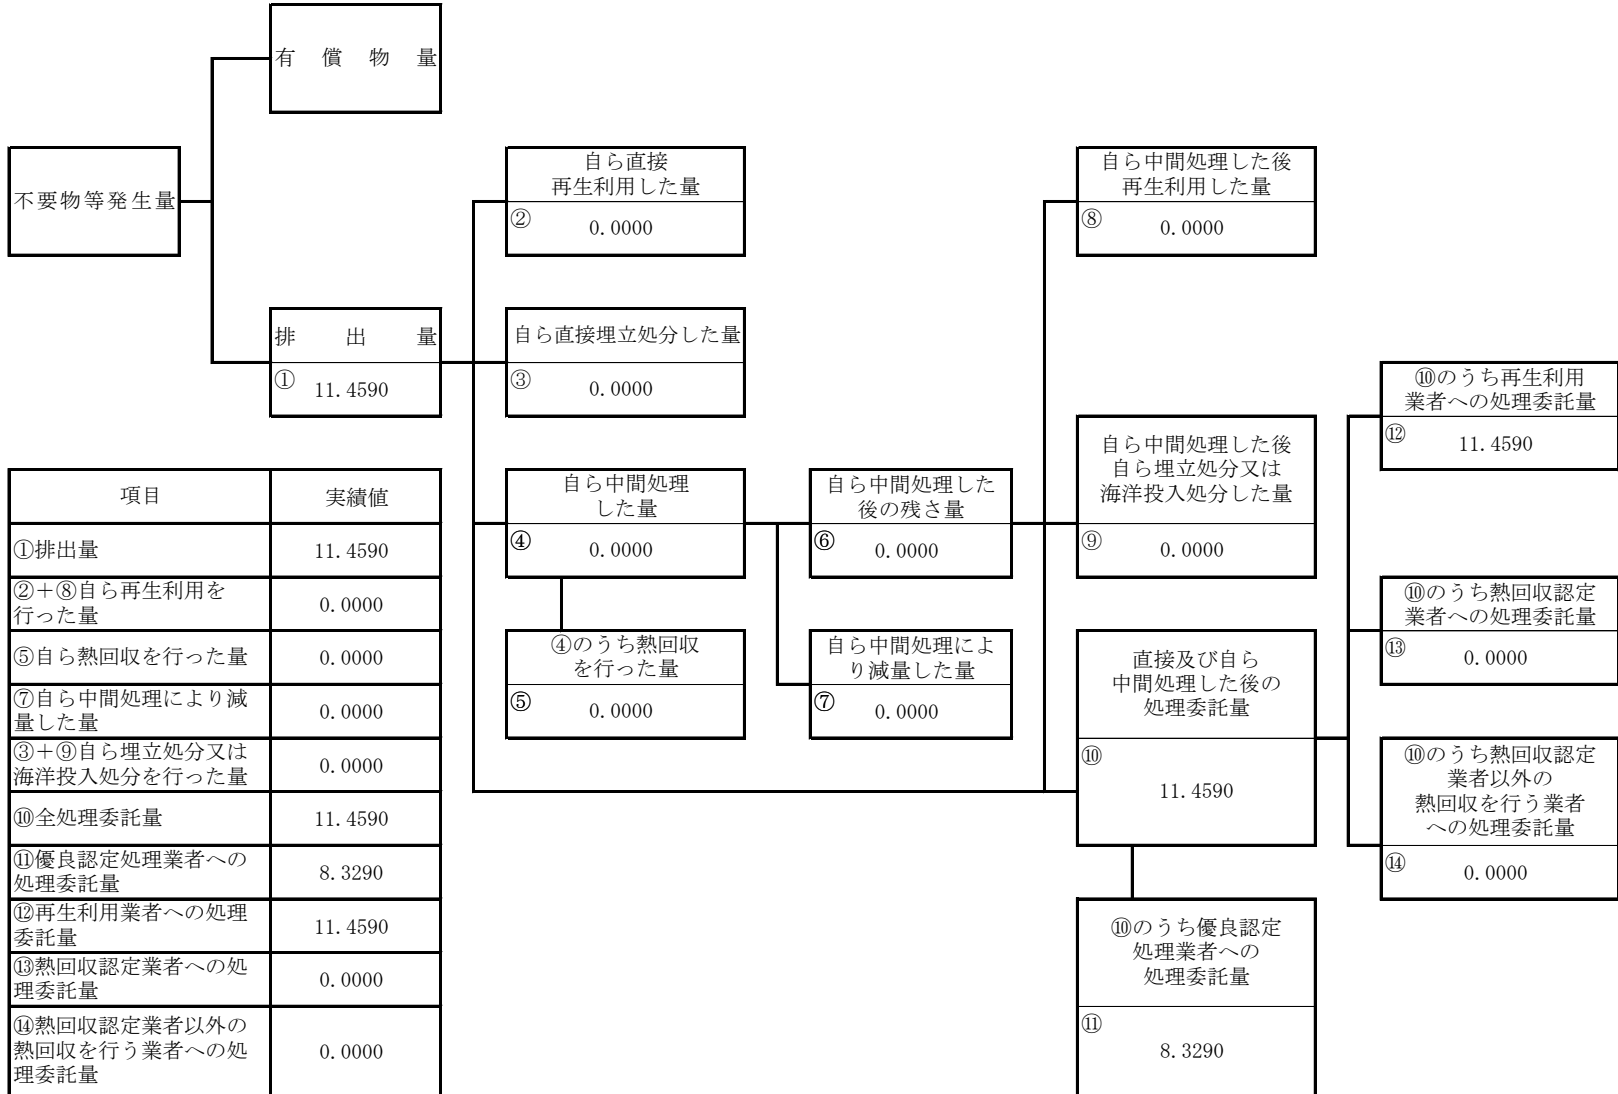 有償物量
不要物等発生量
自ら直接
再生利用した量
② 0.0000
自ら中間処理した後
再生利用した量
⑧ 0.0000
排出量
① 11.4590
自ら直接埋立処分した量
③ 0.0000
⑩のうち再生利用
業者への処理委託量
⑫ 11.4590
自ら中間処理した後
自ら埋立処分又は
海洋投入処分した量
⑨ 0.0000
自ら中間処理
した量
④ 0.0000
自ら中間処理した
後の残さ量
⑥ 0.0000
④のうち熱回収
を行った量
⑤ 0.0000
自ら中間処理によ
り減量した量
⑦ 0.0000
直接及び自ら
中間処理した後の
処理委託量
⑩
11.4590
⑩のうち熱回収認定
業者への処理委託量
⑬ 0.0000
⑩のうち熱回収認定
業者以外の
熱回収を行う業者
への処理委託量
⑭ 0.0000
⑩のうち優良認定
処理業者への
処理委託量
⑪
8.3290
項目 実績値
①排出量 11.4590
②+⑧自ら再生利用を
行った量 0.0000
⑤自ら熱回収を行った量 0.0000
⑦自ら中間処理により減
量した量 0.0000
③+⑨自ら埋立処分又は
海洋投入処分を行った量 0.0000
⑩全処理委託量 11.4590
⑪優良認定処理業者への
処理委託量 8.3290
⑫再生利用業者への処理
委託量 11.4590
⑬熱回収認定業者への処
理委託量 0.0000
⑭熱回収認定業者以外の
熱回収を行う業者への処
理委託量 0.0000